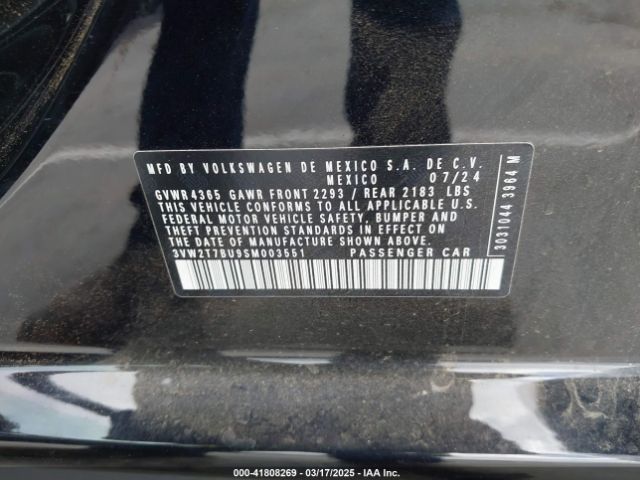 MFD BY VOLKSWAGEN DE MEXICO S.A. DE C.V.
MEXICO 07/24
GVWR 4365 GAWR FRONT 2293 / REAR 2183 LBS
THIS VEHICLE CONFORMS TO ALL APPLICABLE U.S.
FEDERAL MOTOR VEHICLE SAFETY, BUMPER AND
THEFT PREVENTION STANDARDS IN EFFECT ON THE
DATE OF MANUFACTURE SHOWN ABOVE.
3VW2T7BU9SM003551 PASSENGER CAR
3031044 3964 M
000-41808269 - 03/17/2025 - IAA Inc.